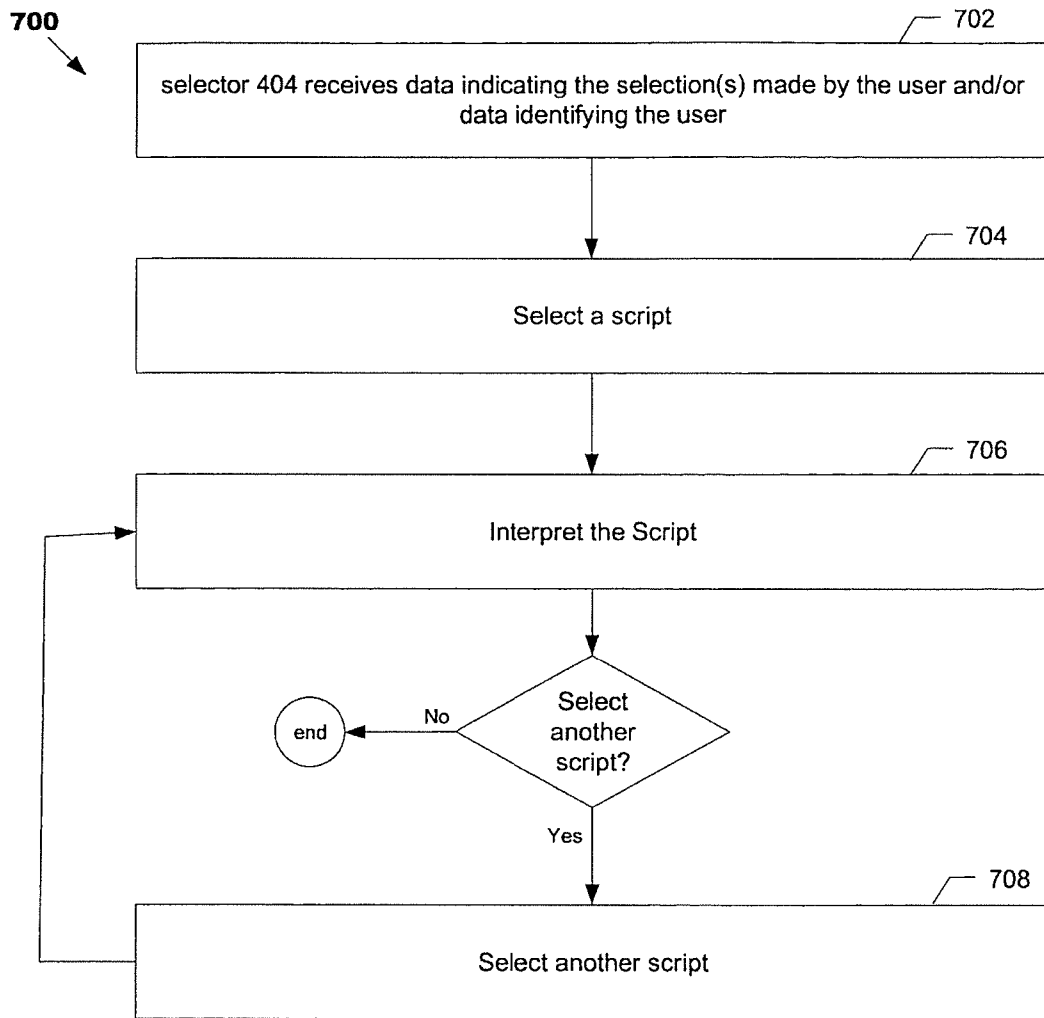 700
702
selector 404 receives data indicating the selection(s) made by the user and/or
data identifying the user
704
Select a script
706
Interpret the Script
Select
another
script?
No
end
Yes
708
Select another script